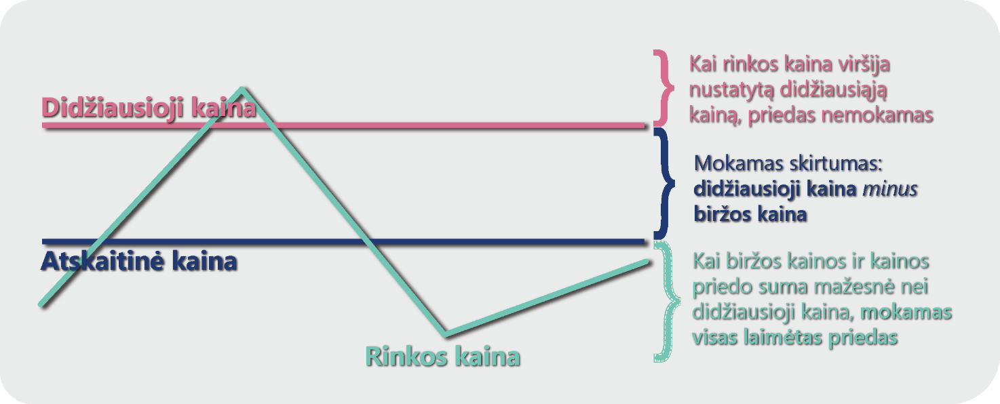 Didžiausioji kaina
Atskaitinė kaina
Rinkos kaina
Kai rinkos kaina viršija
nustatytą didžiausiąją
kainą, priedas nemokamas
Mokamas skirtumas:
didžiausioji kaina minus
biržos kaina
Kai biržos kainos ir kainos
priedo suma mažesnė nei
didžiausioji kaina, mokamas
visas laimėtas priedas